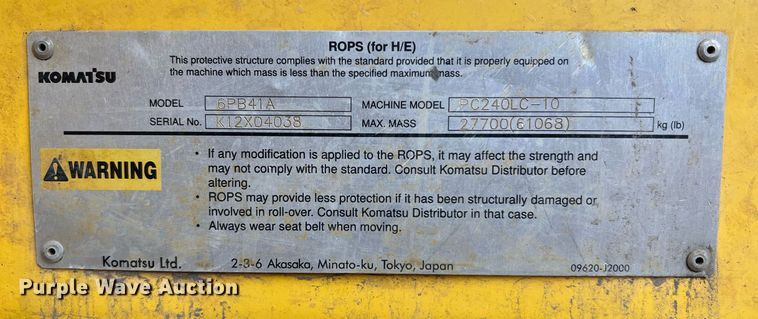 ROPS (for H/E)
This protective structure complies with the standard provided that it is properly equipped on
the machine which mass is less than the specified maximum mass.
KOMATSU
MODEL 6PB41A MACHINE MODEL PC240LC-10
SERIAL No. K12X04038 MAX. MASS 27700(61068) kg (lb)
WARNING
• If any modification is applied to the ROPS, it may affect the strength and
may not comply with the standard. Consult Komatsu Distributor before
altering.
• ROPS may provide less protection if it has been structurally damaged or
involved in roll-over. Consult Komatsu Distributor in that case.
• Always wear seat belt when moving.
Komatsu Ltd. 2-3-6 Akasaka, Minato-ku, Tokyo, Japan 09620-J2000
Purple Wave Auction